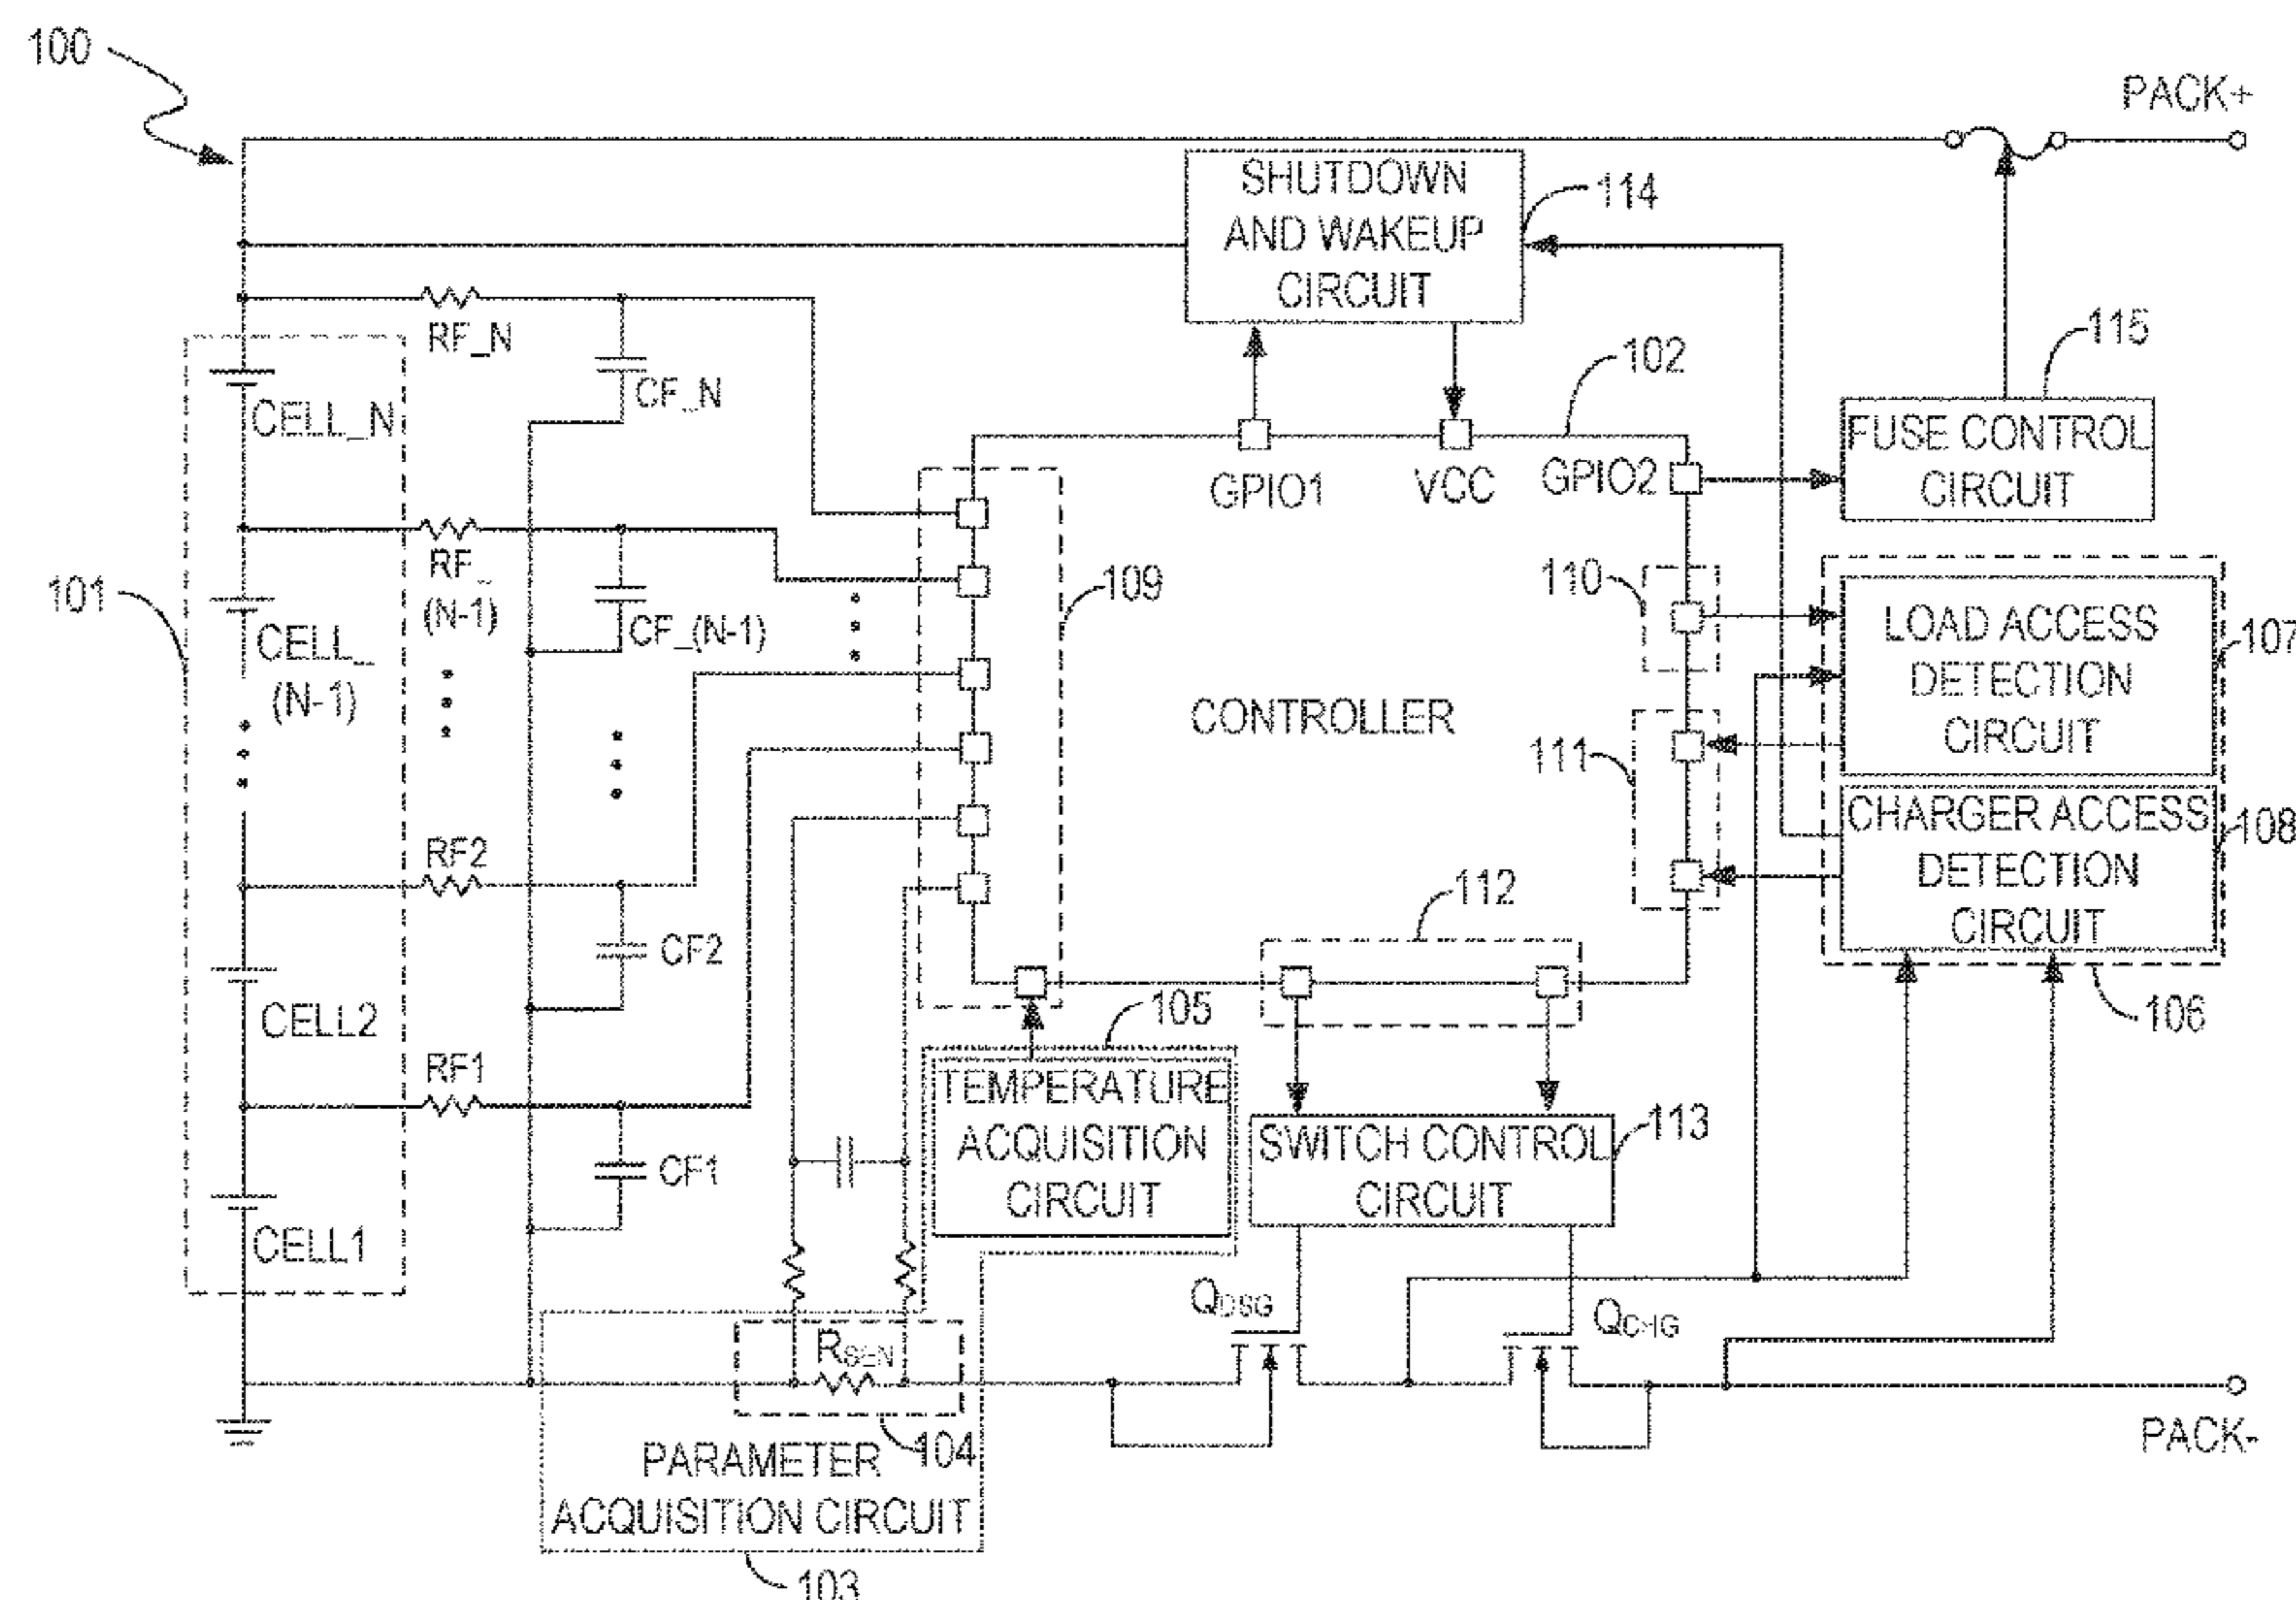 100
PACK+
SHUTDOWN
AND WAKEUP
CIRCUIT
114
115
RF_N
CF_N
102
CELL_N
FUSE CONTROL
CIRCUIT
GPIO1
VCC
GPIO2
RF_
(N-1)
101
109
110
CF_(N-1)
LOAD ACCESS
DETECTION
CIRCUIT
107
CELL_
(N-1)
CONTROLLER
111
CHARGER ACCESS
DETECTION
CIRCUIT
108
RF2
112
CF2
105
106
CELL2
RF1
TEMPERATURE
ACQUISITION
CIRCUIT
SWITCH CONTROL
CIRCUIT
113
CF1
CELL1
QDSG
QCHG
RSEN
104
PACK-
PARAMETER
ACQUISITION CIRCUIT
103